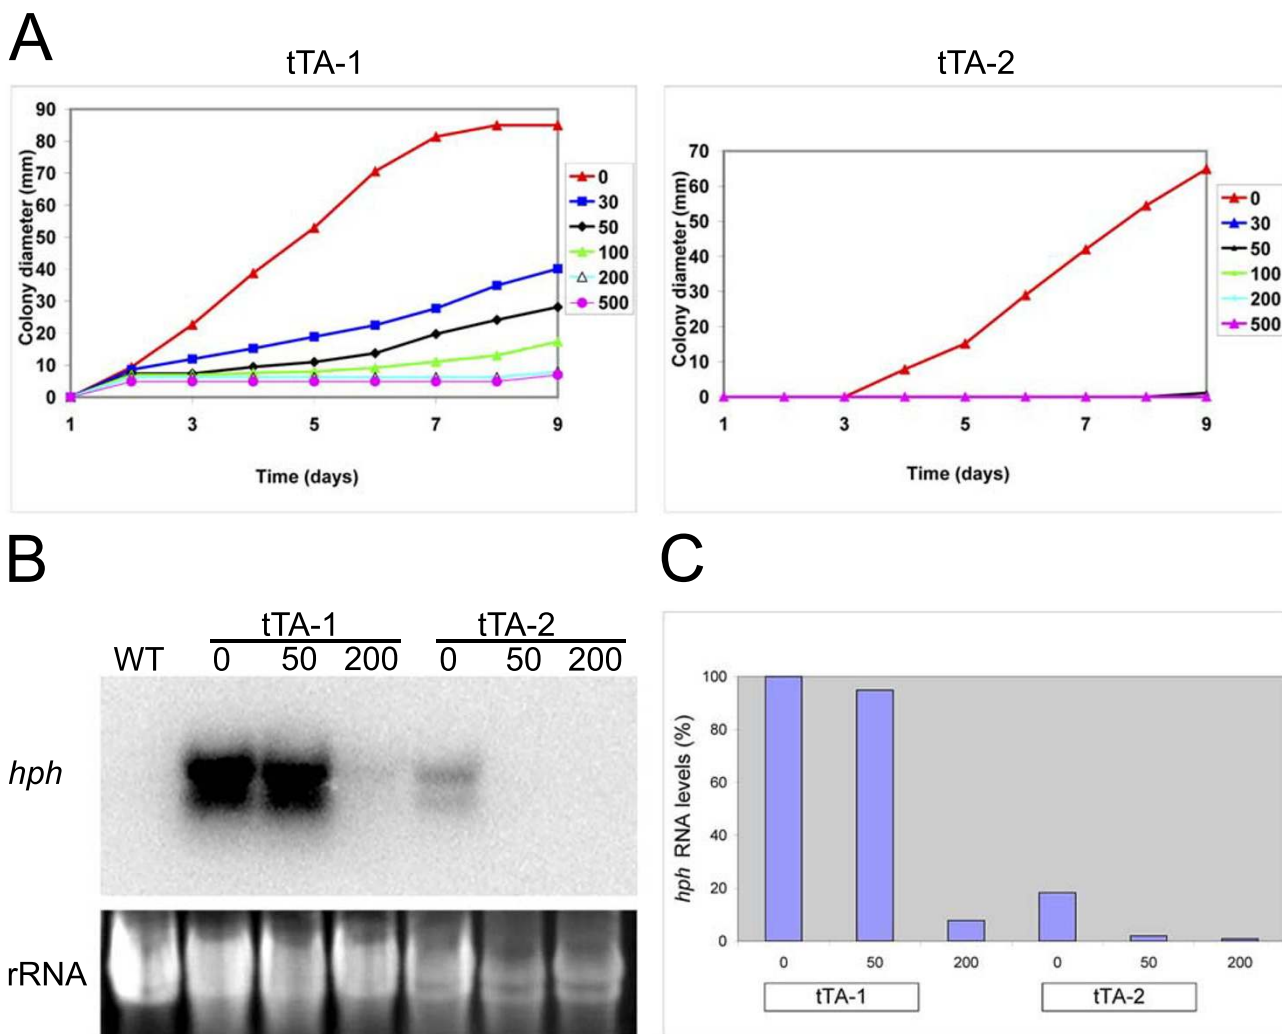 A
tTA-1
tTA-2
90
80
70
60
50
40
30
20
10
0
Colony diameter (mm)
1 3 5 7 9
Time (days)
0
30
50
100
200
500
70
60
50
40
30
20
10
0
Colony diameter (mm)
1 3 5 7 9
Time (days)
0
30
50
100
200
500
B
tTA-1 tTA-2
WT 0 50 200 0 50 200
hph
rRNA
C
100
80
60
40
20
0
hph RNA levels (%)
0 50 200 0 50 200
tTA-1 tTA-2